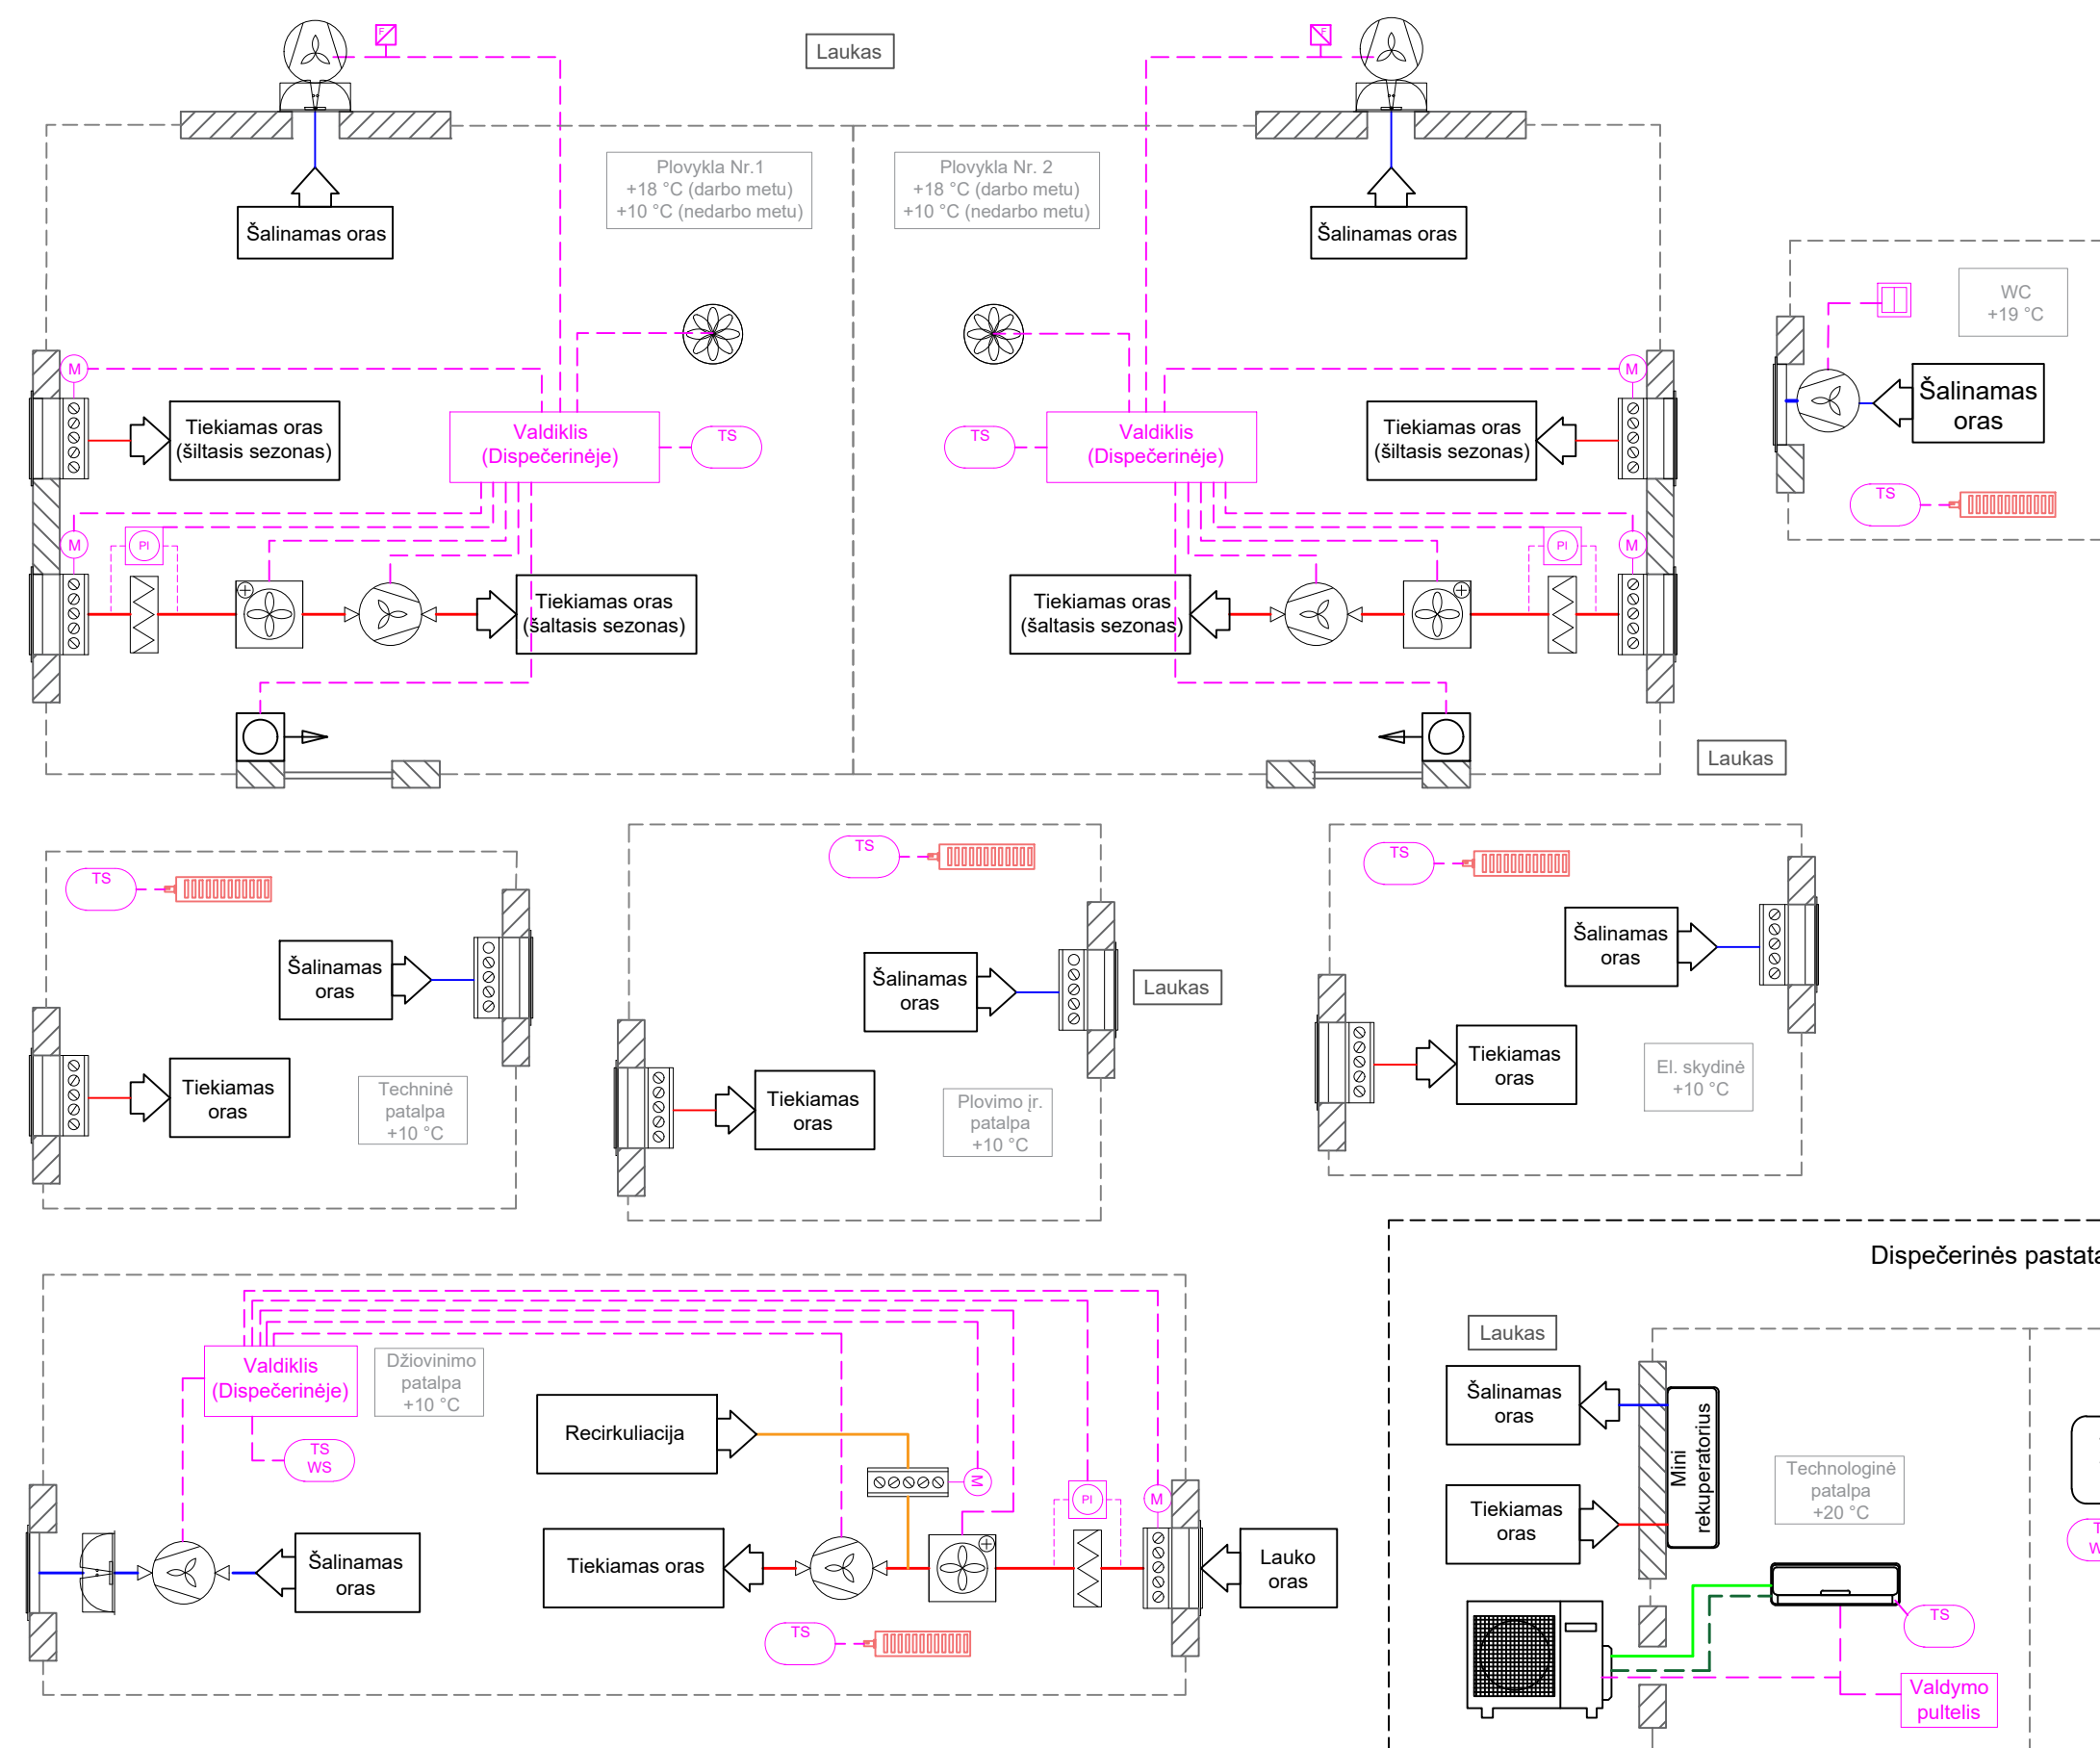 F
Laukas
F
Plovykla Nr.1
+18 °C (darbo metu)
+10 °C (nedarbo metu)
Plovykla Nr. 2
+18 °C (darbo metu)
+10 °C (nedarbo metu)
Šalinamas oras
Šalinamas oras
WC
+19 °C
M
M
Tiekiamas oras
(šiltasis sezonas)
Valdiklis
(Dispečerinėje)
TS
TS
Valdiklis
(Dispečerinėje)
Tiekiamas oras
(šiltasis sezonas)
Šalinamas
oras
TS
M
PI
PI
M
Tiekiamas oras
(šaltasis sezonas)
Tiekiamas oras
(šaltasis sezonas)
Laukas
TS
TS
TS
Šalinamas
oras
Šalinamas
oras
Laukas
Šalinamas
oras
Tiekiamas
oras
Techninė
patalpa
+10 °C
Tiekiamas
oras
Plovimo įr.
patalpa
+10 °C
Tiekiamas
oras
El. skydinė
+10 °C
Dispečerinės pastata
Valdiklis
(Dispečerinėje)
Džiovinimo
patalpa
+10 °C
TS
WS
Recirkuliacija
M
PI
M
Šalinamas
oras
Tiekiamas oras
Lauko
oras
TS
Laukas
Šalinamas
oras
Tiekiamas
oras
Mini
rekuperatorius
Technologinė
patalpa
+20 °C
TS
Valdymo
pultelis